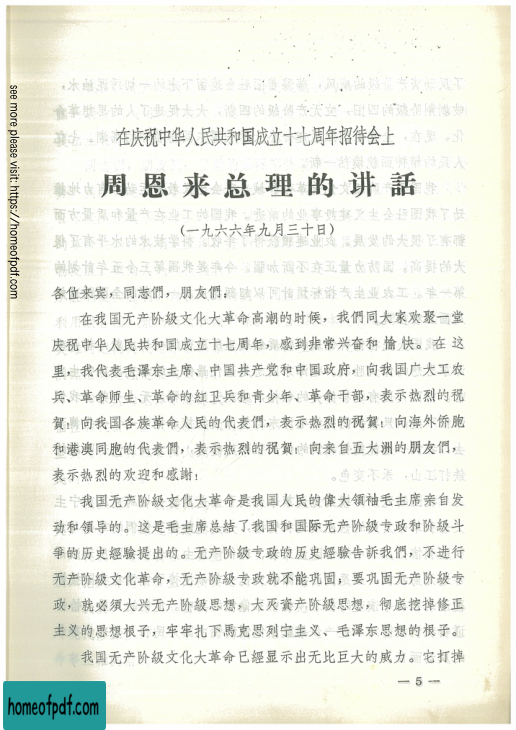 see more please visit: https://homeofpdf.com
在庆祝中华人民共和国成立十七周年招待会上
周恩来总理的讲話
（一九六六年九月三十日）
各位来宾，同志們，朋友們，
在我国无产阶級文化大革命高潮的时候，我們同大家欢聚一堂
庆祝中华人民共和国成立十七周年，感到非常兴奋和愉快。在这
里，我代表毛澤东主席、中国共产党和中国政府，向我国广大工农
兵、革命师生、革命的紅卫兵和青少年、革命干部，表示热烈的祝
賀；向我国各族革命人民的代表們，表示热烈的祝賀；向海外侨胞
和港澳同胞的代表們，表示热烈的祝賀；向来自五大洲的朋友們，
表示热烈的欢迎和感謝！
我国无产阶級文化大革命是我国人民的偉大領袖毛主席亲自发
动和領导的。这是毛主席总結了我国和国际无产阶級专政和阶級斗
爭的历史經驗提出的。无产阶級专政的历史經驗告訴我們，不进行
无产阶級文化革命，无产阶級专政就不能巩固，要巩固无产阶級专
政，就必須大兴无产阶級思想，大灭資产阶級思想，彻底挖掉修正
主义的思想根子，牢牢扎下馬克思列宁主义、毛澤东思想的根子。
我国无产阶級文化大革命已經显示出无比巨大的威力。它打掉
— 5 —
homeofpdf.com